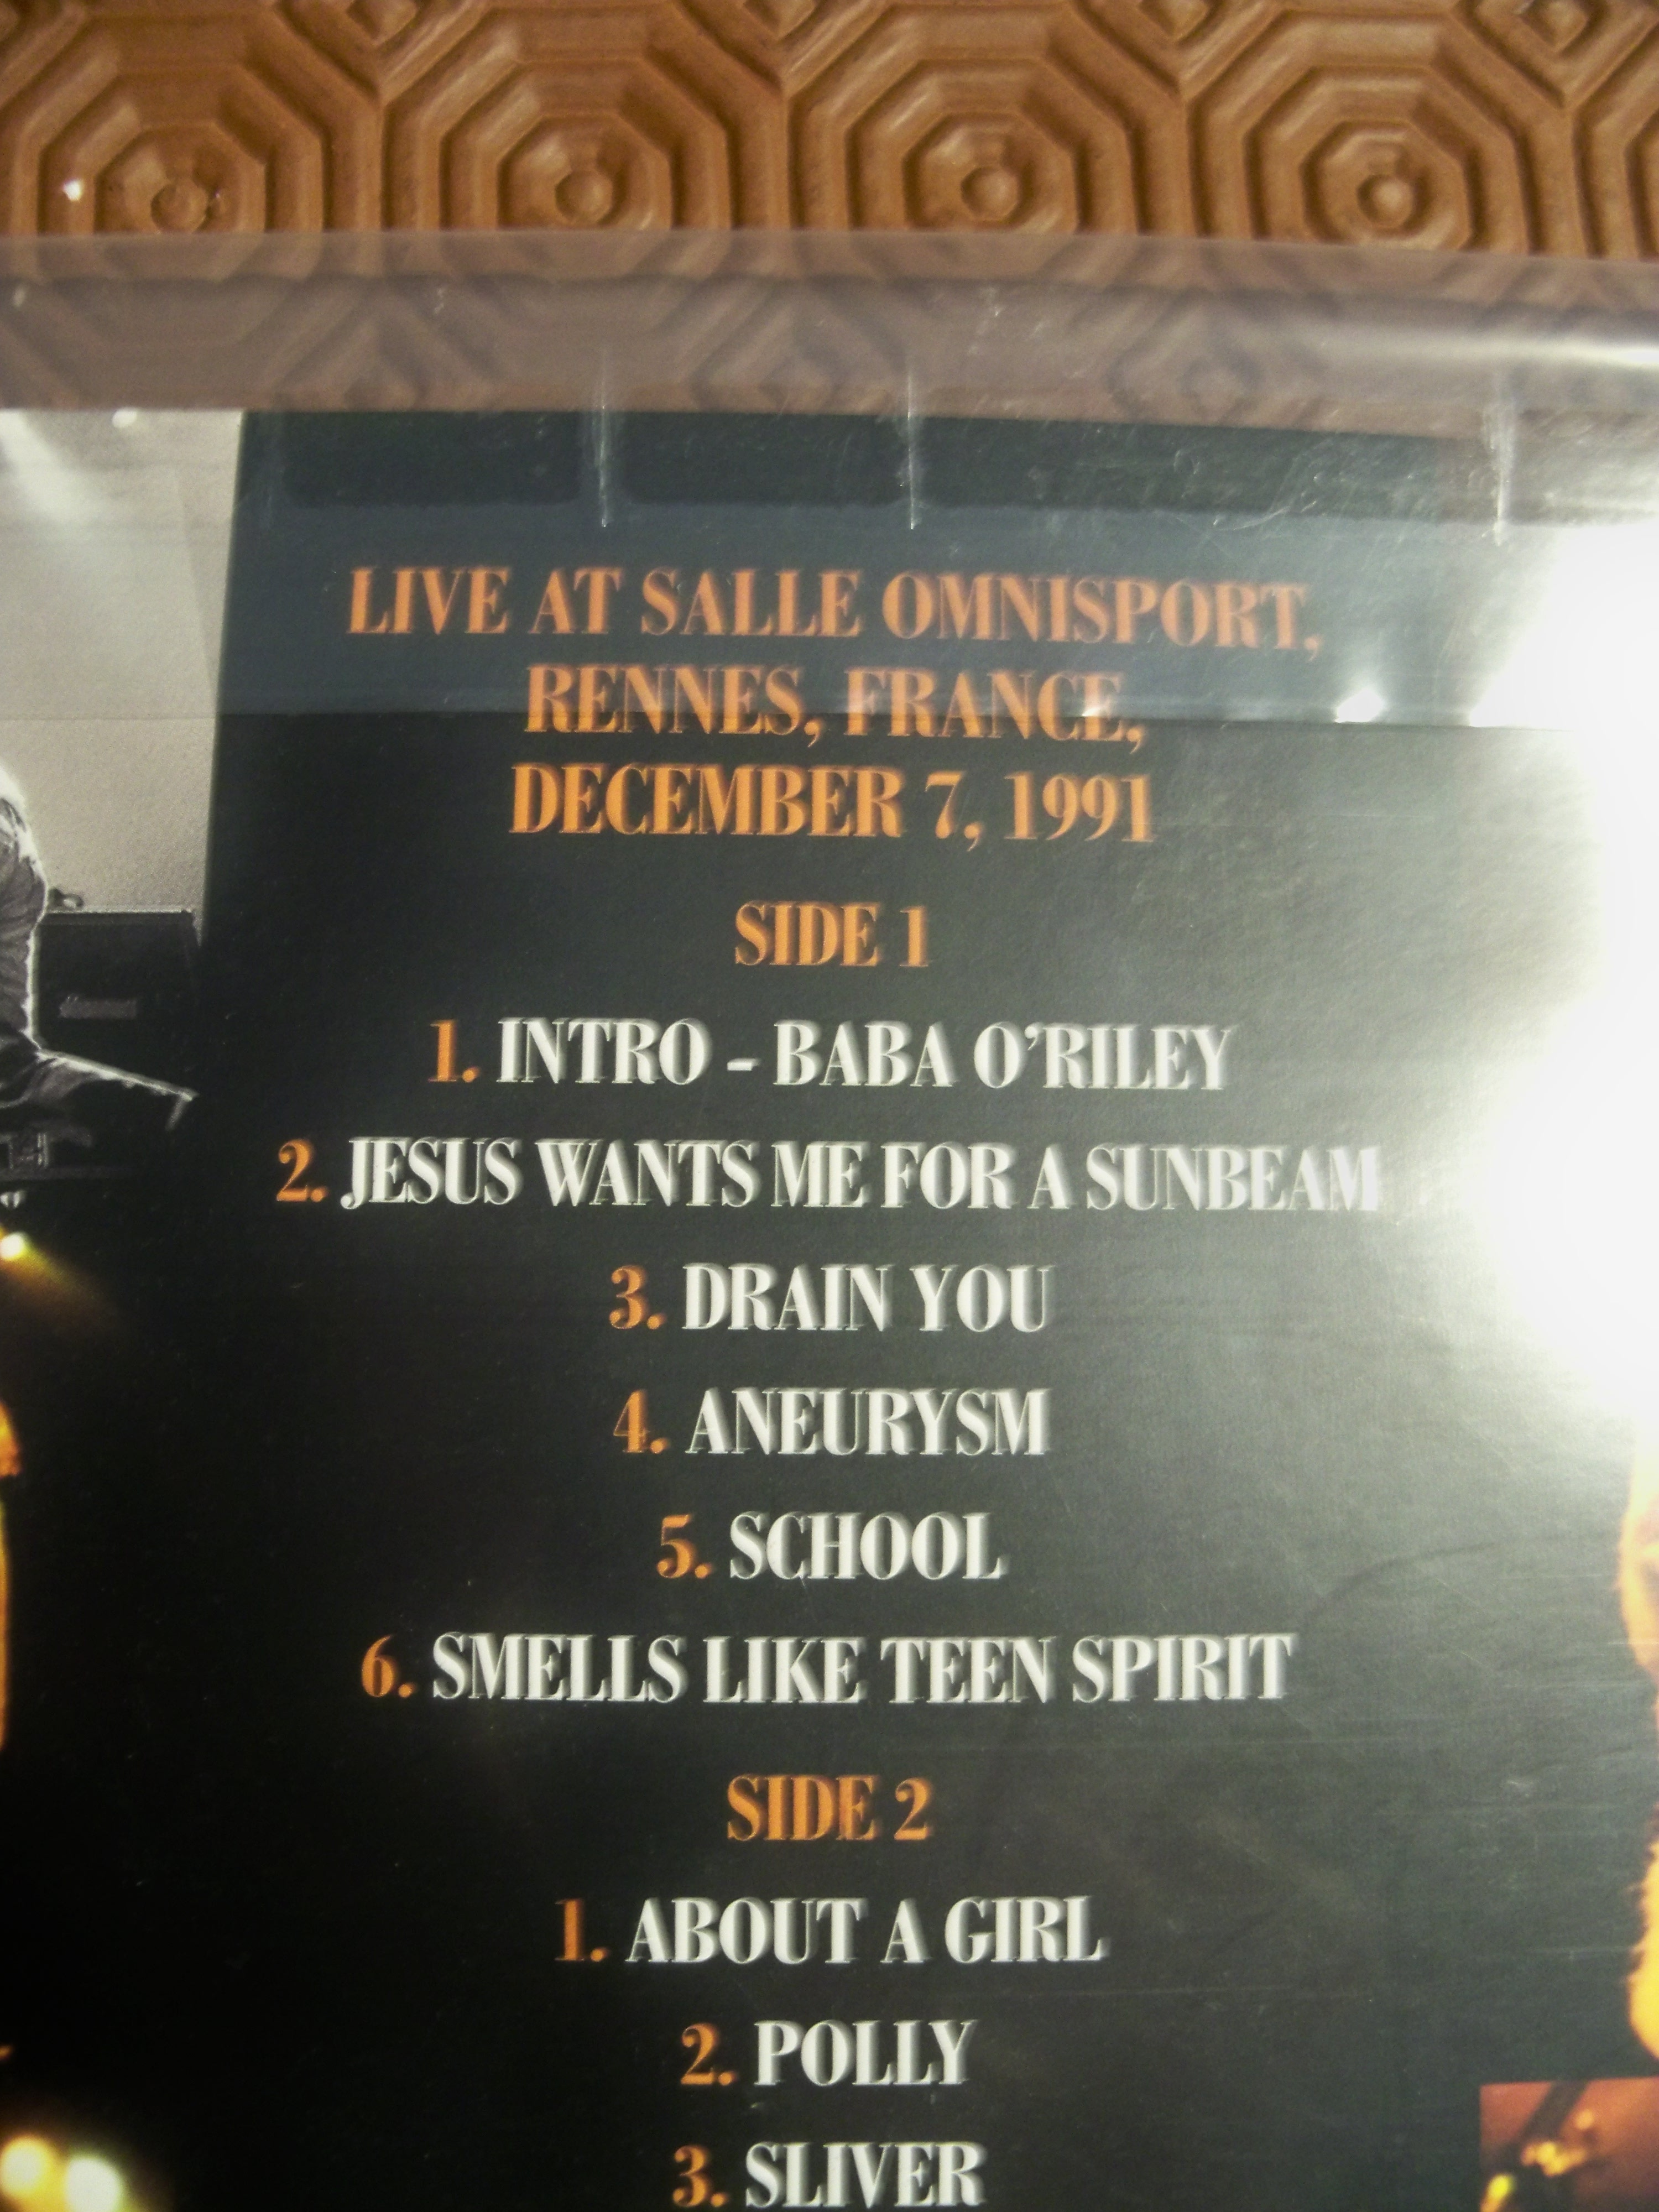 LIVE AT SALLE OMNISPORT,
RENNES, FRANCE,
DECEMBER 7, 1991
SIDE 1
1. INTRO - BABA O'RILEY
2. JESUS WANTS ME FOR A SUNBEAM
3. DRAIN YOU
4. ANEURYSM
5. SCHOOL
6. SMELLS LIKE TEEN SPIRIT
SIDE 2
1. ABOUT A GIRL
2. POLLY
3. SLIVER